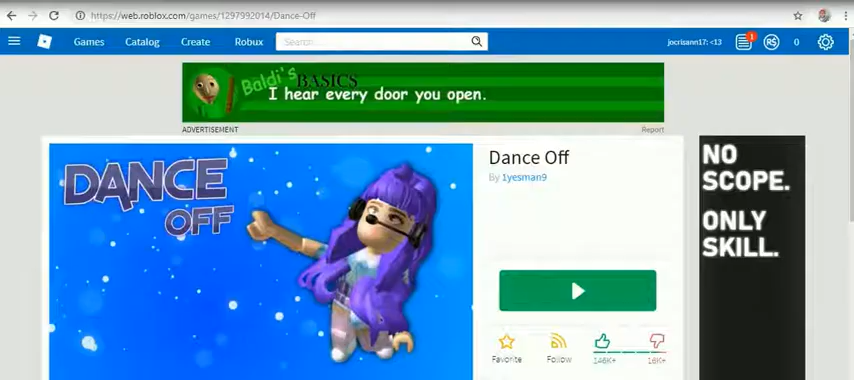 https://web.roblox.com/games/1297992014/Dance-Off
Games Catalog Create Robux Search jocrisann17: <13 1 R$ 0
Baldi's BASICS
I hear every door you open.
ADVERTISEMENT Report
DANCE
OFF
Dance Off
By 1yesman9
NO
SCOPE.
ONLY
SKILL.
Favorite Follow 146K+ 16K+